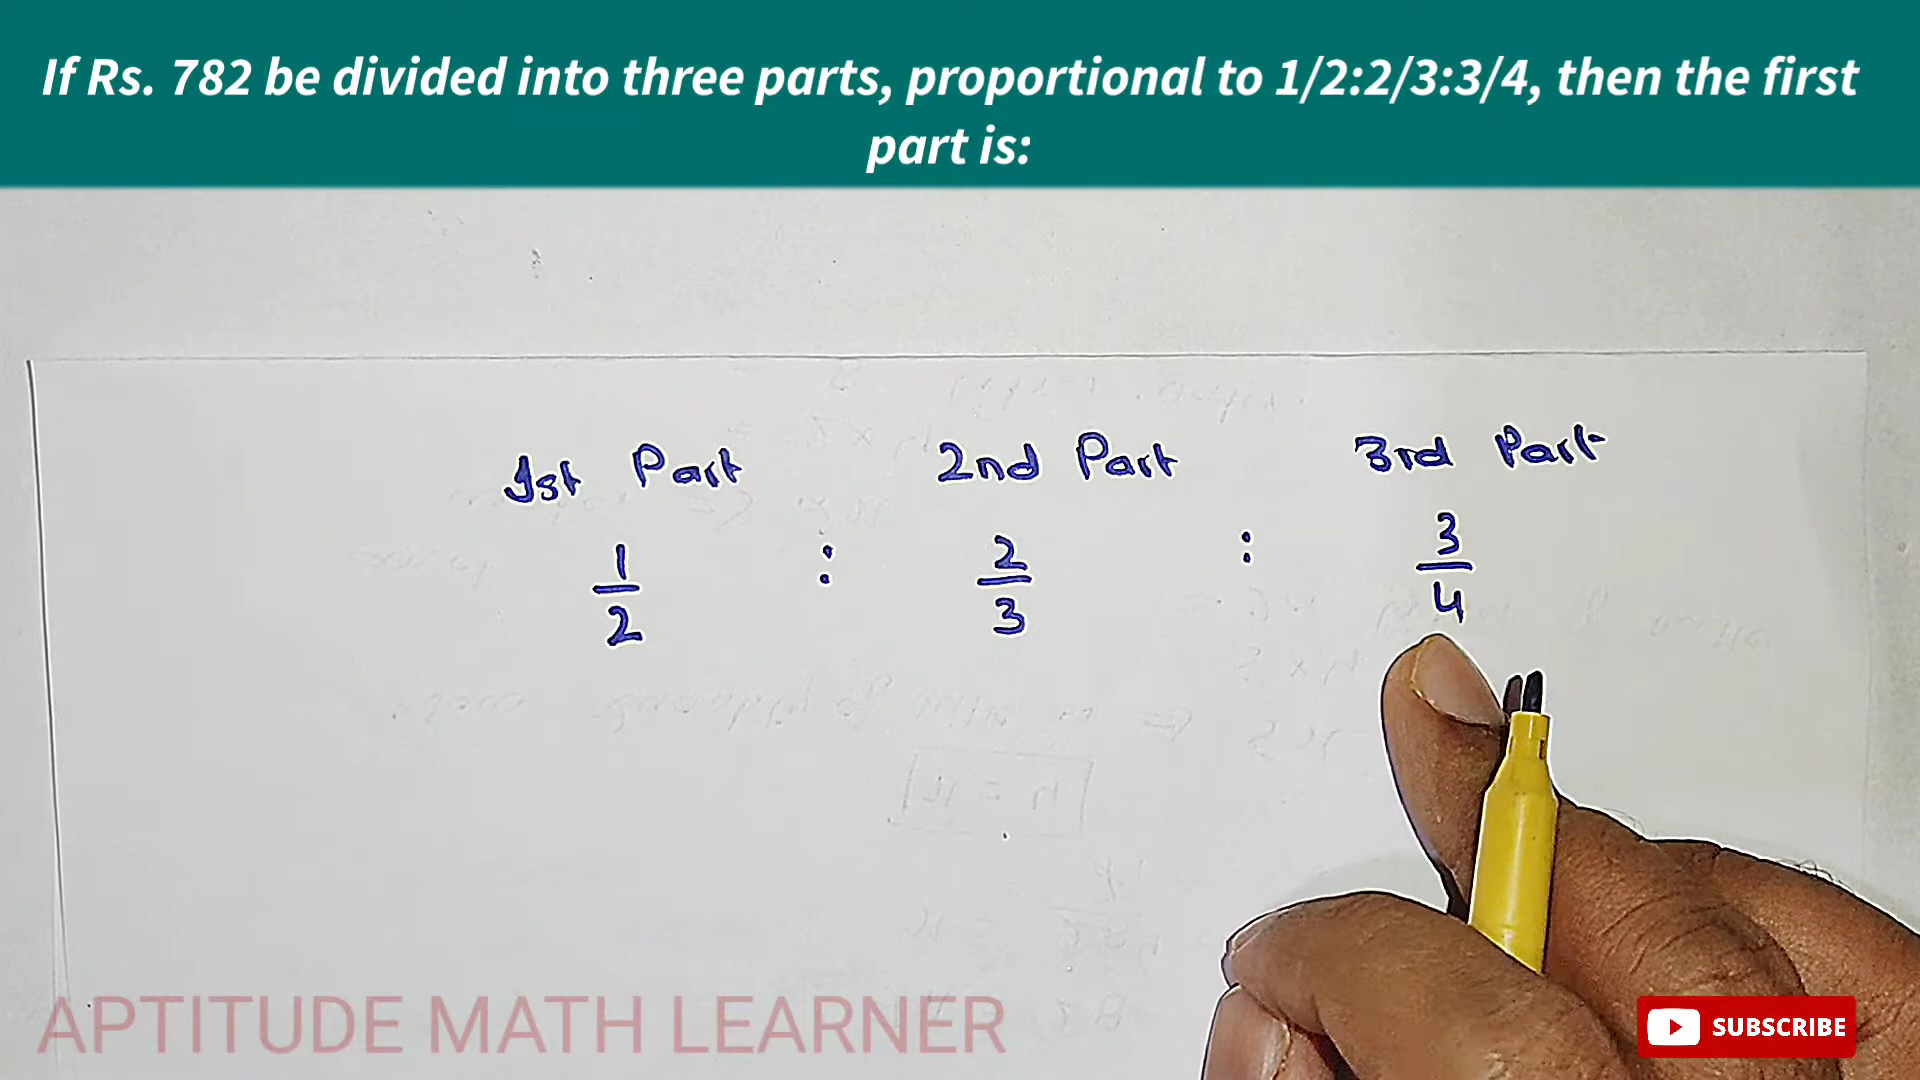 If Rs. 782 be divided into three parts, proportional to 1/2:2/3:3/4, then the first
part is:
1st Part 2nd Part 3rd Part
1/2 : 2/3 : 3/4
APTITUDE MATH LEARNER
SUBSCRIBE